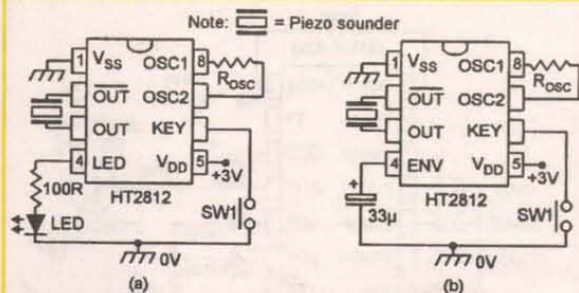 Note: = Piezo sounder
1 VSS OSC1 8
ROSC
OUT OSC2
OUT KEY
4 LED VDD 5
+3V
100R
HT2812
LED
SW1
0V
(a)
1 VSS OSC1 8
ROSC
OUT OSC2
OUT KEY
4 ENV VDD 5
+3V
+
33µ
HT2812
SW1
0V
(b)